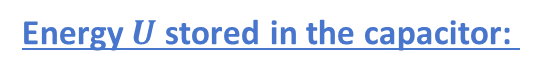 Energy U stored in the capacitor: